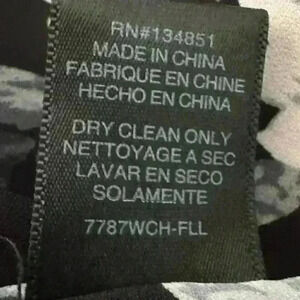 RN#134851
MADE IN CHINA
FABRIQUE EN CHINE
HECHO EN CHINA
DRY CLEAN ONLY
NETTOYAGE A SEC
LAVAR EN SECO
SOLAMENTE
7787WCH-FLL